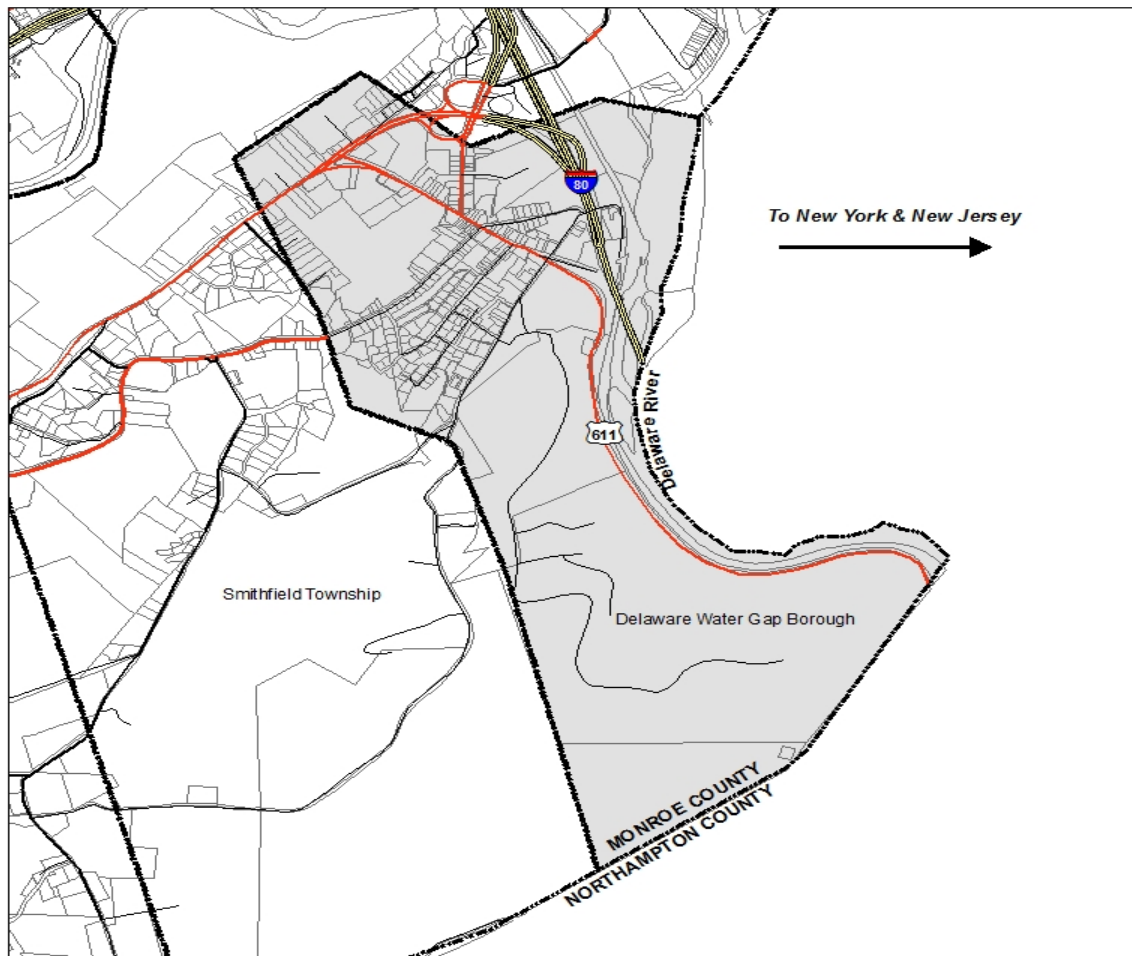 80
To New York & New Jersey
Delaware River
611
Smithfield Township
Delaware Water Gap Borough
MONROE COUNTY
NORTHAMPTON COUNTY